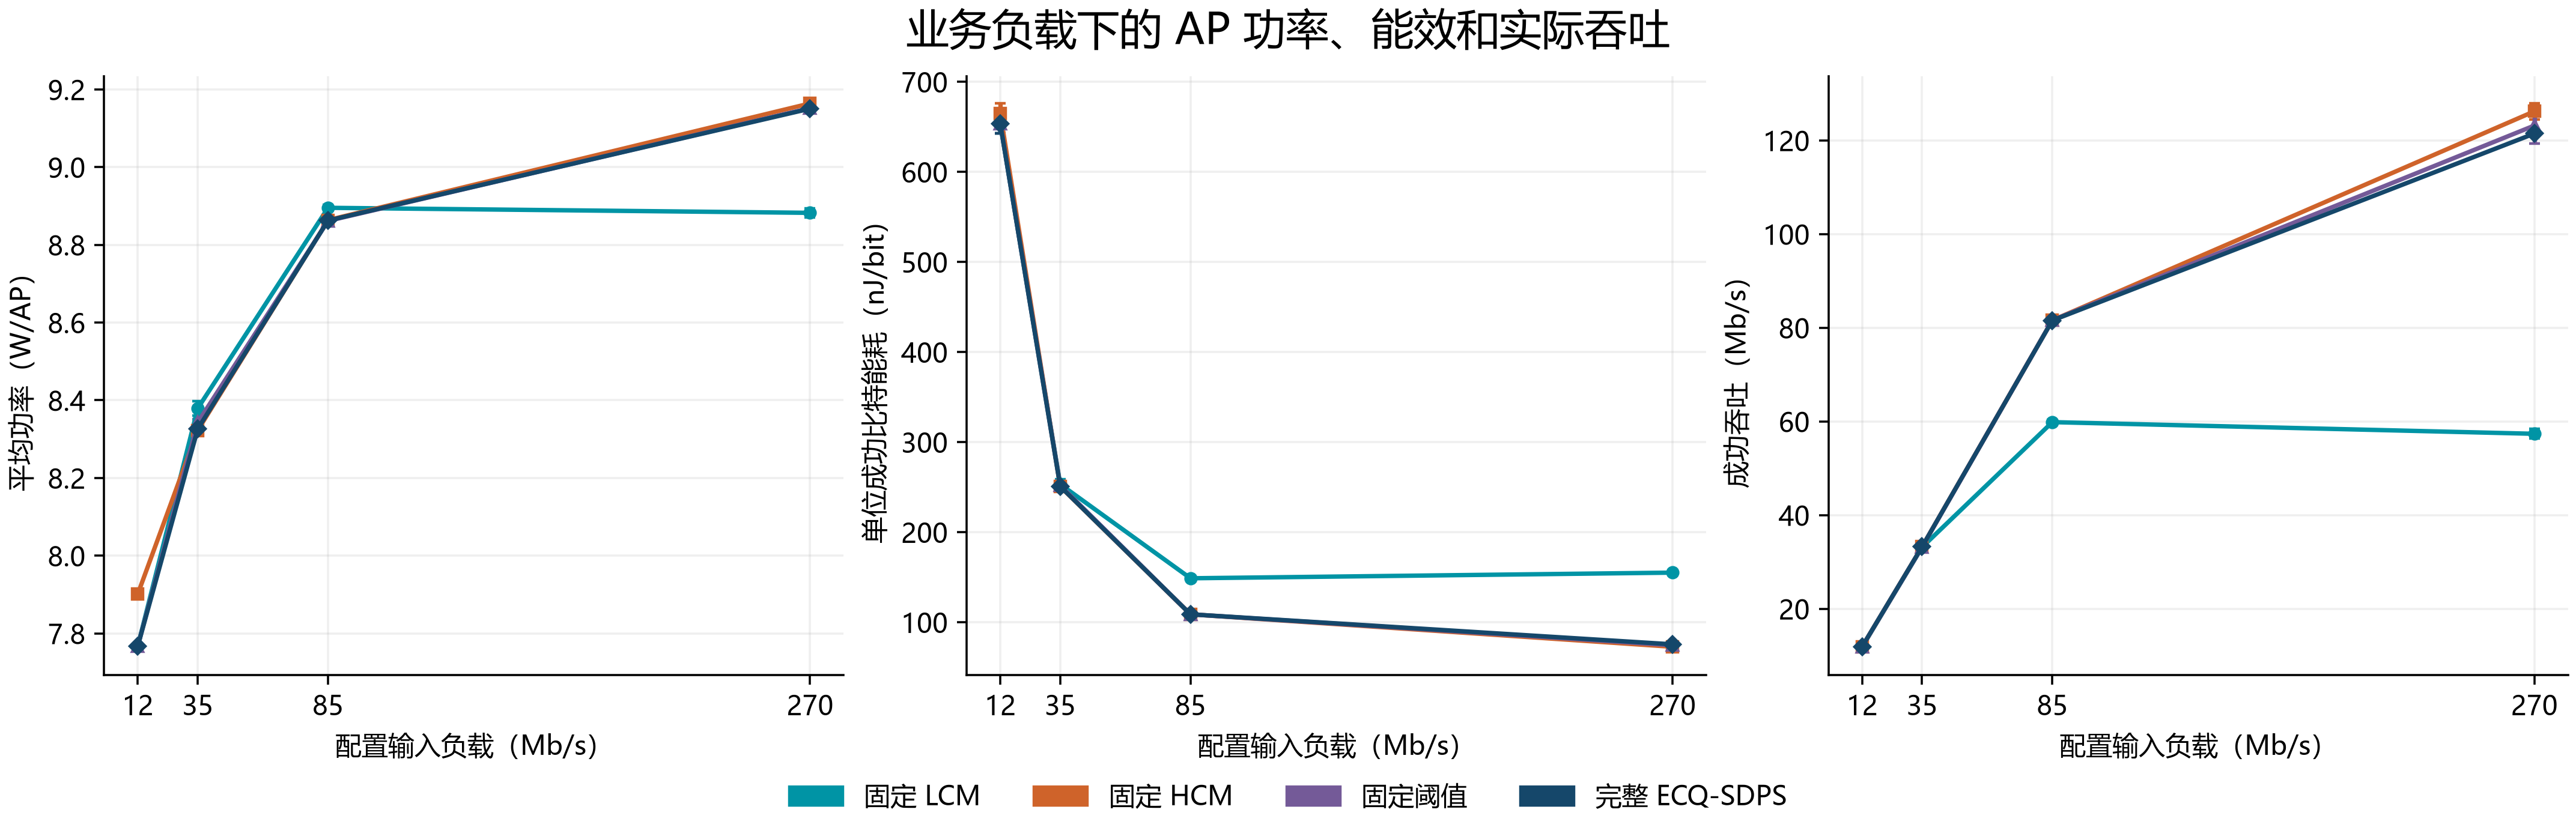 业务负载下的 AP 功率、能效和实际吞吐
平均功率（W/AP）
9.2
9.0
8.8
8.6
8.4
8.2
8.0
7.8
12 35 85 270
配置输入负载（Mb/s）
单位成功比特能耗（nJ/bit）
700
600
500
400
300
200
100
12 35 85 270
配置输入负载（Mb/s）
成功吞吐（Mb/s）
120
100
80
60
40
20
12 35 85 270
配置输入负载（Mb/s）
固定 LCM 固定 HCM 固定阈值 完整 ECQ-SDPS